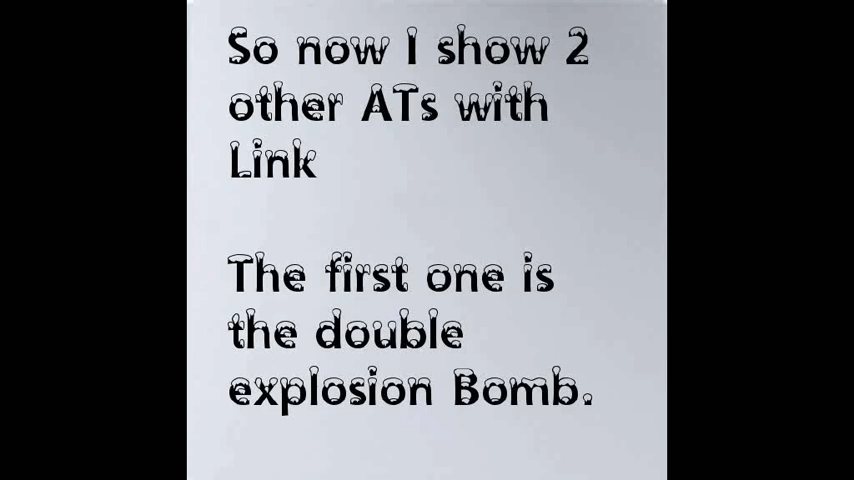 So now I show 2
other ATs with
Link
The first one is
the double
explosion Bomb.